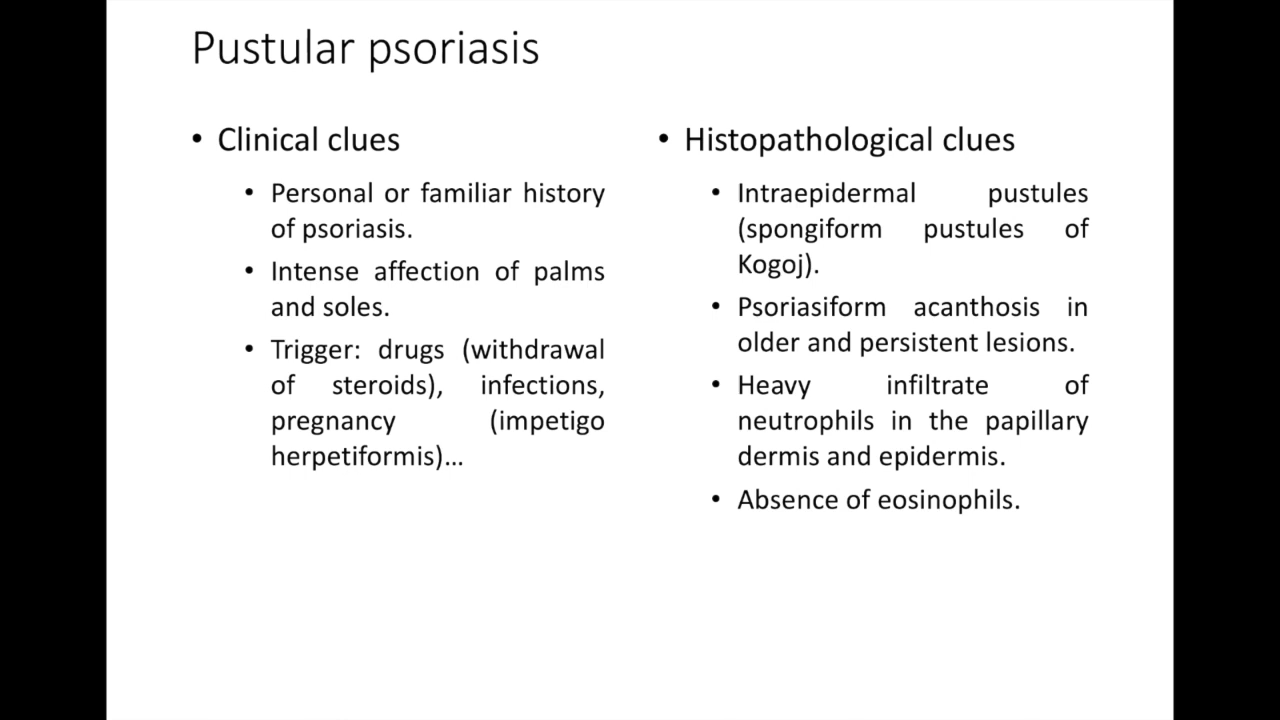 Pustular psoriasis
• Clinical clues
• Personal or familiar history
of psoriasis.
• Intense affection of palms
and soles.
• Trigger: drugs (withdrawal
of steroids), infections,
pregnancy (impetigo
herpetiformis)…
• Histopathological clues
• Intraepidermal pustules
(spongiform pustules of
Kogoj).
• Psoriasiform acanthosis in
older and persistent lesions.
• Heavy infiltrate of
neutrophils in the papillary
dermis and epidermis.
• Absence of eosinophils.